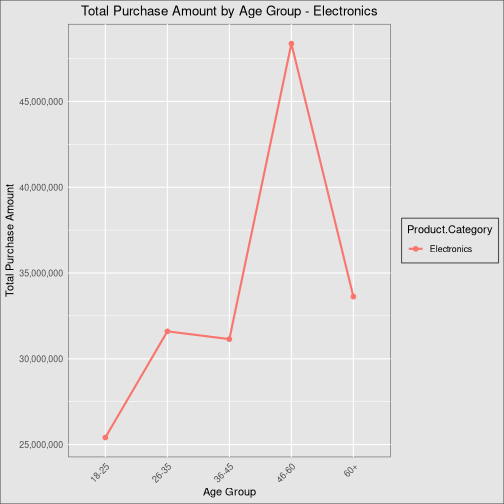 Total Purchase Amount by Age Group - Electronics
Total Purchase Amount
45,000,000
40,000,000
35,000,000
30,000,000
25,000,000
18-25
26-35
36-45
46-60
60+
Age Group
Product.Category
Electronics